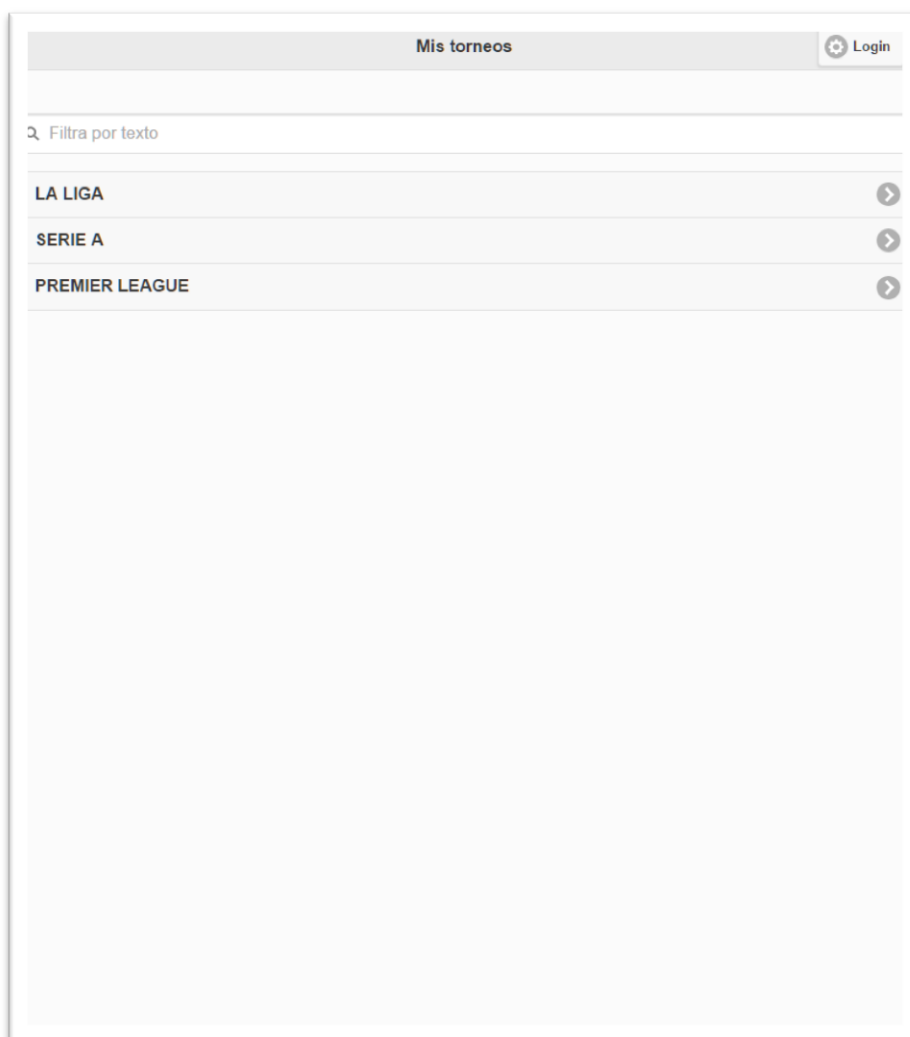 Mis torneos
Login
Filtra por texto
LA LIGA
SERIE A
PREMIER LEAGUE